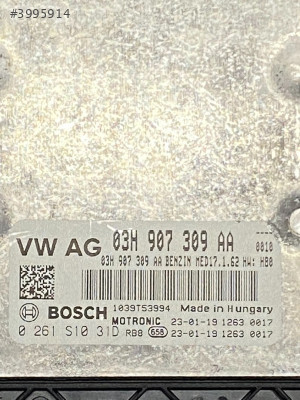 #3995914
VW AG 03H 907 309 AA ----
0010
03H 907 309 AA BENZIN MED17.1.62 HW: H80
BOSCH 1039T53994 Made in Hungary
MOTRONIC 23-01-19 1263 0017
0 261 S10 31D RB8 658 23-01-19 1263 0017